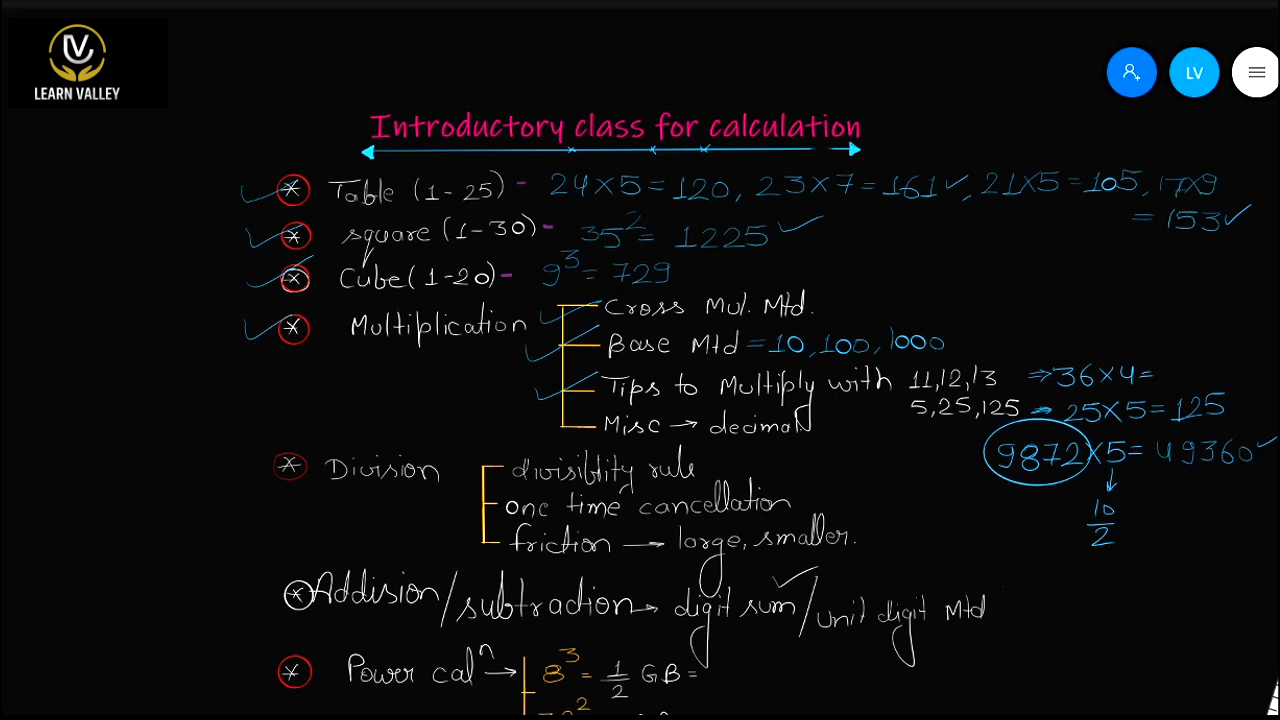 LEARN VALLEY
LV
Introductory class for calculation
Table (1-25) - 24×5=120, 23×7=161✓, 21×5=105, 17×9
=153✓
square (1-30) - 35²= 1225 ✓
Cube (1-20) - 9³=729
Multiplication
Cross Mul. Mtd.
Base Mtd = 10, 100, 1000
Tips to Multiply with 11,12,13 ⇒ 36×4=
5,25,125 → 25×5=125
Misc → decimal
9872×5= 49360✓
10
2
Division
divisiblity rule
one time cancellation
friction → large, smaller.
Addision/subtraction → digit sum/unit digit Mtd
Power calⁿ → 8³= 1/2 GB=